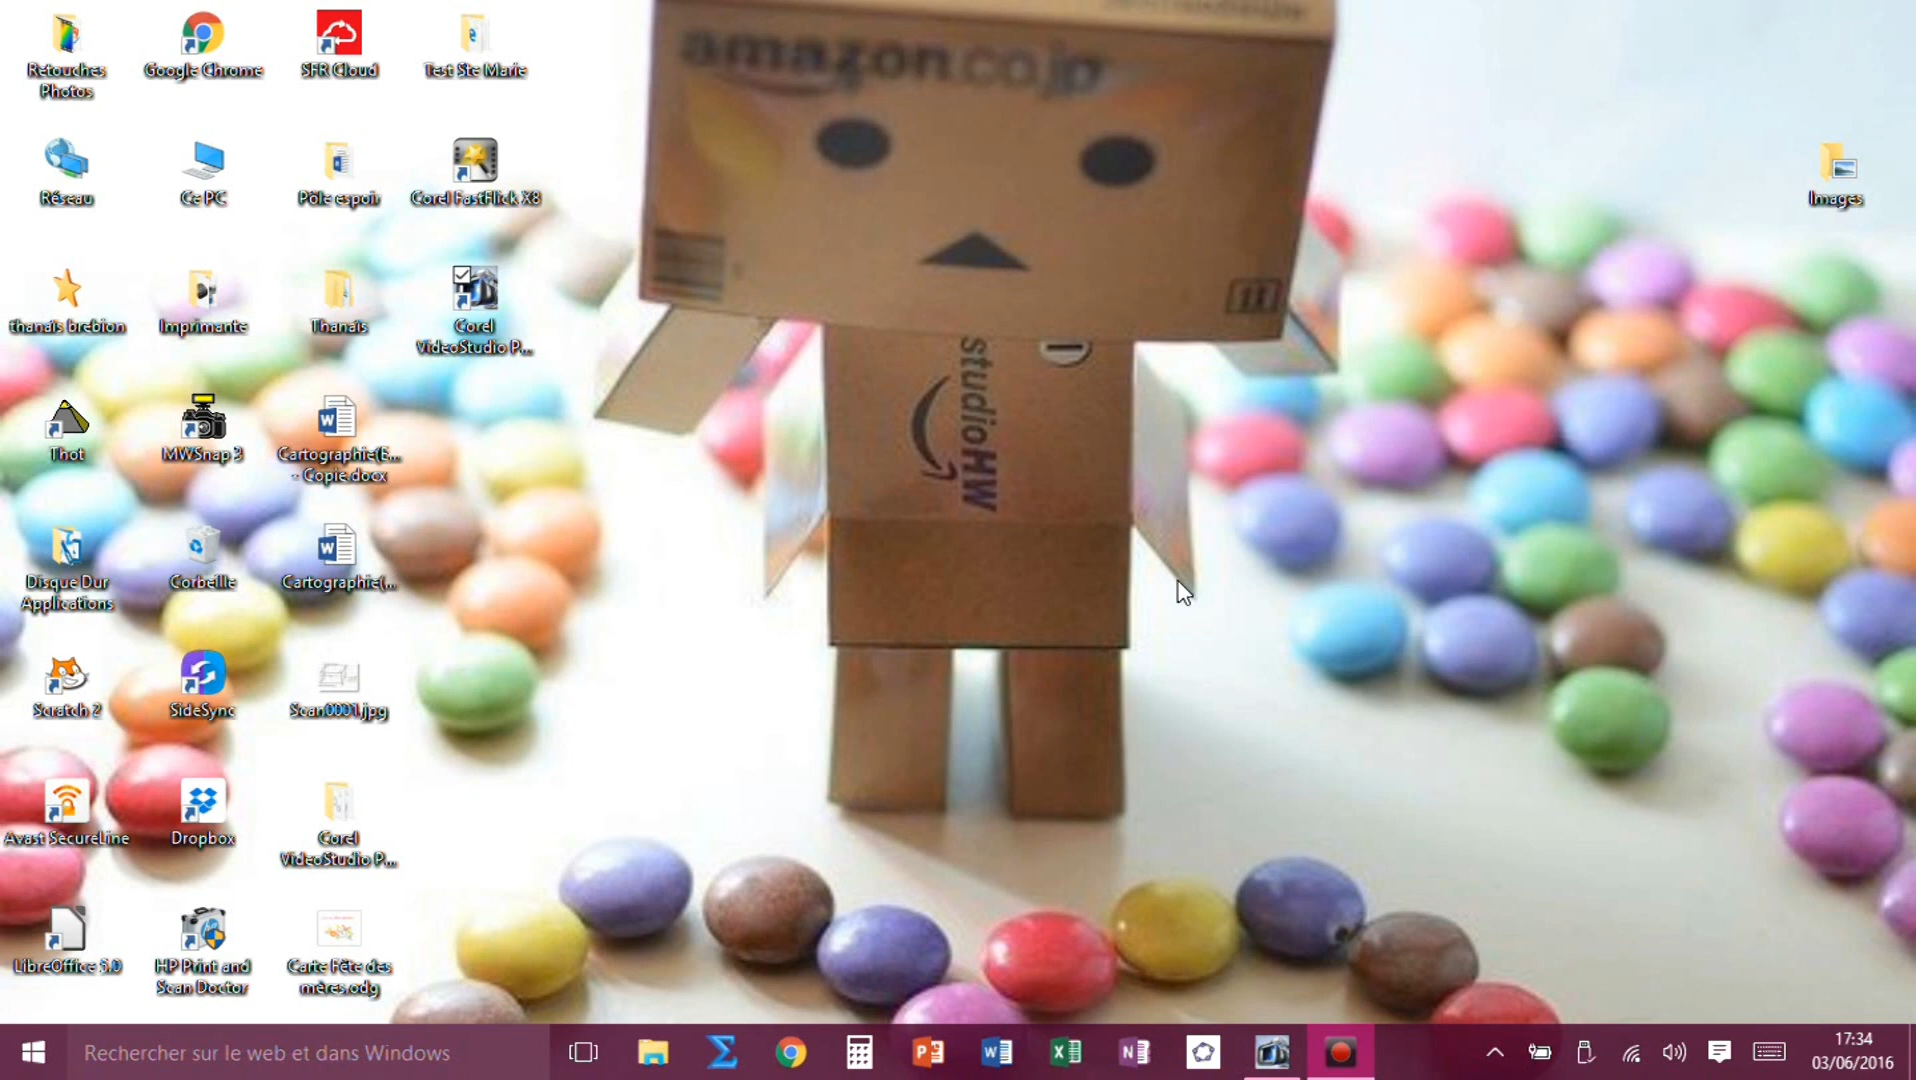 Retouches
Photos
Google Chrome
SFR Cloud
Test Ste Marie
Réseau
Ce PC
Pôle espoir
Corel FastFlick X8
Images
thanaïs brebion
Imprimante
Thanaïs
Corel
VideoStudio P...
Thot
MWSnap 3
Cartographie(E...
- Copie.docx
Disque Dur
Applications
Corbeille
Cartographie(...
Scratch 2
SideSync
Scan0001.jpg
Avast SecureLine
Dropbox
Corel
VideoStudio P...
LibreOffice 5.0
HP Print and
Scan Doctor
Carte Fête des
mères.odg
amazon.co.jp
studioHW
Rechercher sur le web et dans Windows
17:34
03/06/2016